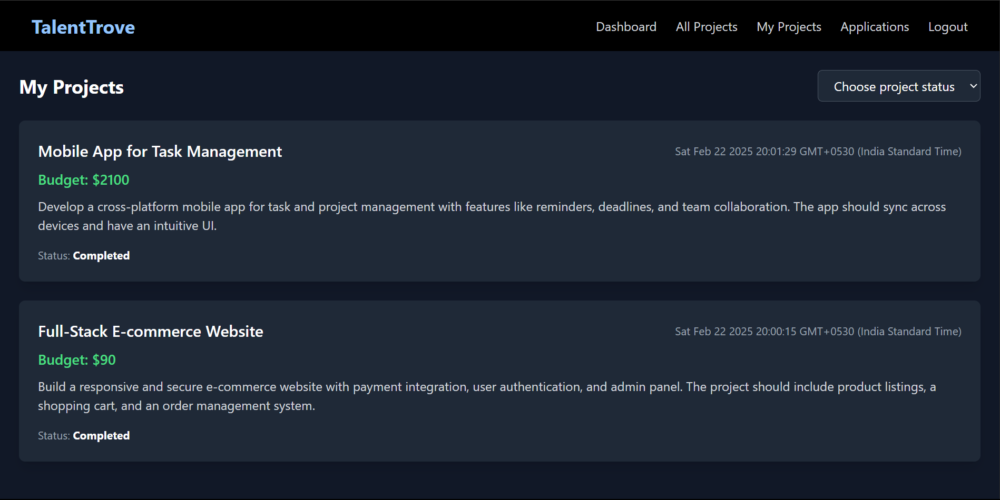 TalentTrove
Dashboard All Projects My Projects Applications Logout
My Projects
Choose project status
Mobile App for Task Management
Sat Feb 22 2025 20:01:29 GMT+0530 (India Standard Time)
Budget: $2100
Develop a cross-platform mobile app for task and project management with features like reminders, deadlines, and team collaboration. The app should sync across
devices and have an intuitive UI.
Status: Completed
Full-Stack E-commerce Website
Sat Feb 22 2025 20:00:15 GMT+0530 (India Standard Time)
Budget: $90
Build a responsive and secure e-commerce website with payment integration, user authentication, and admin panel. The project should include product listings, a
shopping cart, and an order management system.
Status: Completed